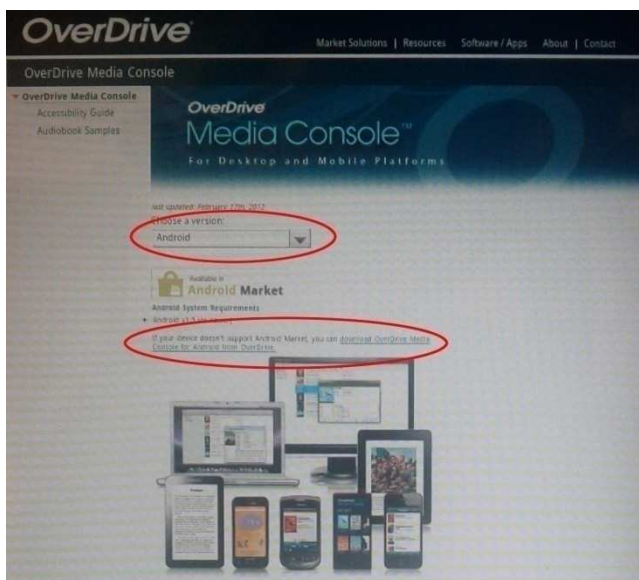 OverDrive
Market Solutions | Resources Software / Apps About | Contact
OverDrive Media Console
OverDrive Media Console
Accessibility Guide
Audiobook Samples
OverDrive
Media Console™
For Desktop and Mobile Platforms
last updated: February 17th, 2012
Choose a version:
Android
Available in
Android Market
Android System Requirements
Android
If your device doesn't support Android Market, you can download OverDrive Media
Console for Android from OverDrive.